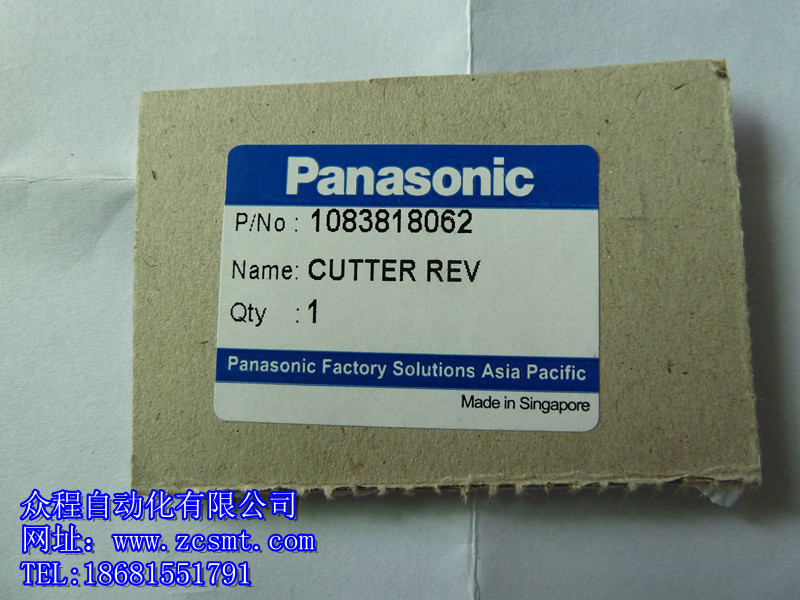 Panasonic
P/No : 1083818062
Name: CUTTER REV
Qty : 1
Panasonic Factory Solutions Asia Pacific
Made in Singapore
众程自动化有限公司
网址：www.zcsmt.com
TEL:18681551791